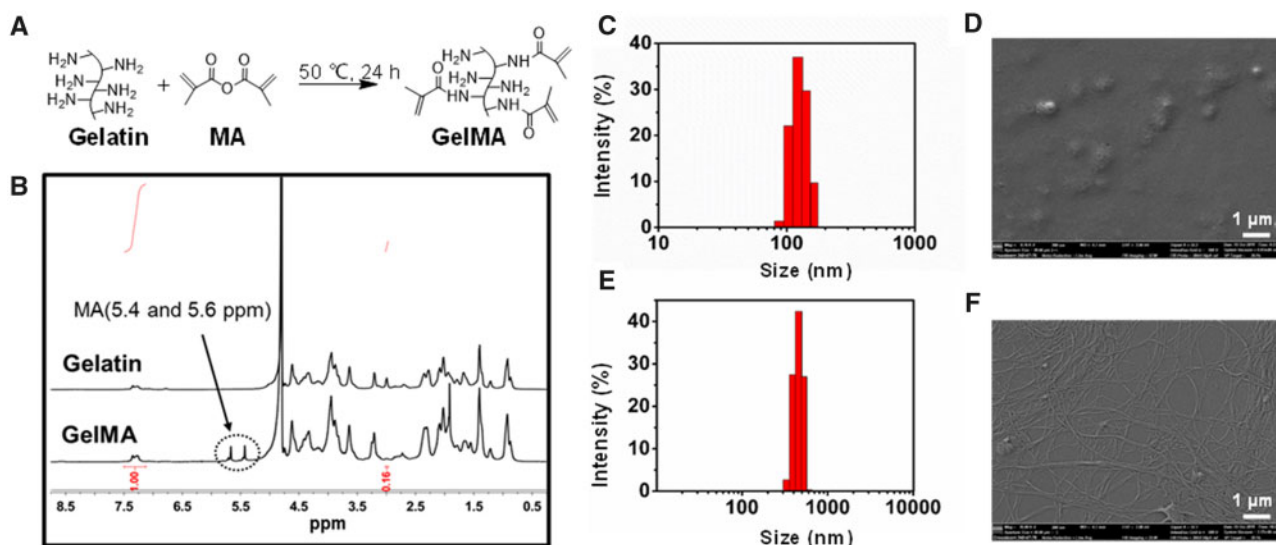 A
H₂N
NH₂
H₂N
NH₂
H₂N
NH₂
Gelatin
+
O
O
O
MA
50 °C, 24 h
H₂N
NH
O
O
H₂N
NH₂
HN
NH
O
GelMA
B
MA(5.4 and 5.6 ppm)
Gelatin
GelMA
1.00
0.16
8.5 7.5 6.5 5.5 4.5 3.5 2.5 1.5 0.5
ppm
C
Intensity (%)
40
30
20
10
0
10 100 1000
Size (nm)
D
1 µm
E
Intensity (%)
40
30
20
10
0
100 1000 10000
Size (nm)
F
1 µm